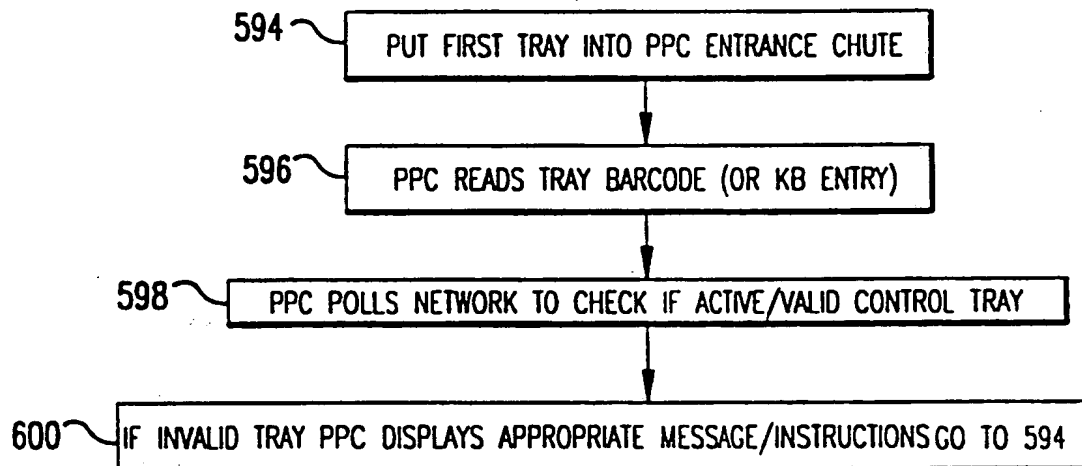 594
PUT FIRST TRAY INTO PPC ENTRANCE CHUTE
596
PPC READS TRAY BARCODE (OR KB ENTRY)
598
PPC POLLS NETWORK TO CHECK IF ACTIVE/VALID CONTROL TRAY
600
IF INVALID TRAY PPC DISPLAYS APPROPRIATE MESSAGE/INSTRUCTIONS GO TO 594